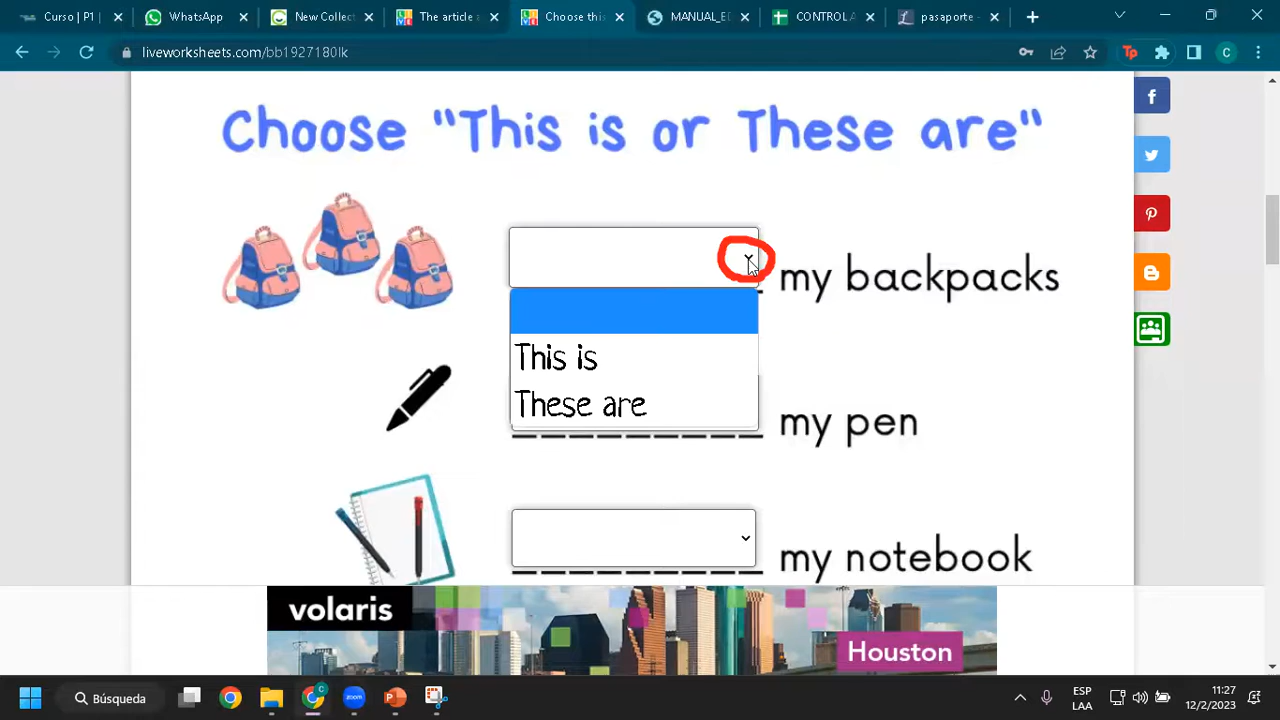 Curso
WhatsApp
New Collect
The article a
Choose this
MANUAL_ED
CONTROL A
pasaporte -
liveworksheets.com/bb1927180lk
C
Choose "This is or These are"
my backpacks
This is
These are
my pen
my notebook
volaris
Houston
Búsqueda
zoom
ESP
LAA
11:27
12/2/2023